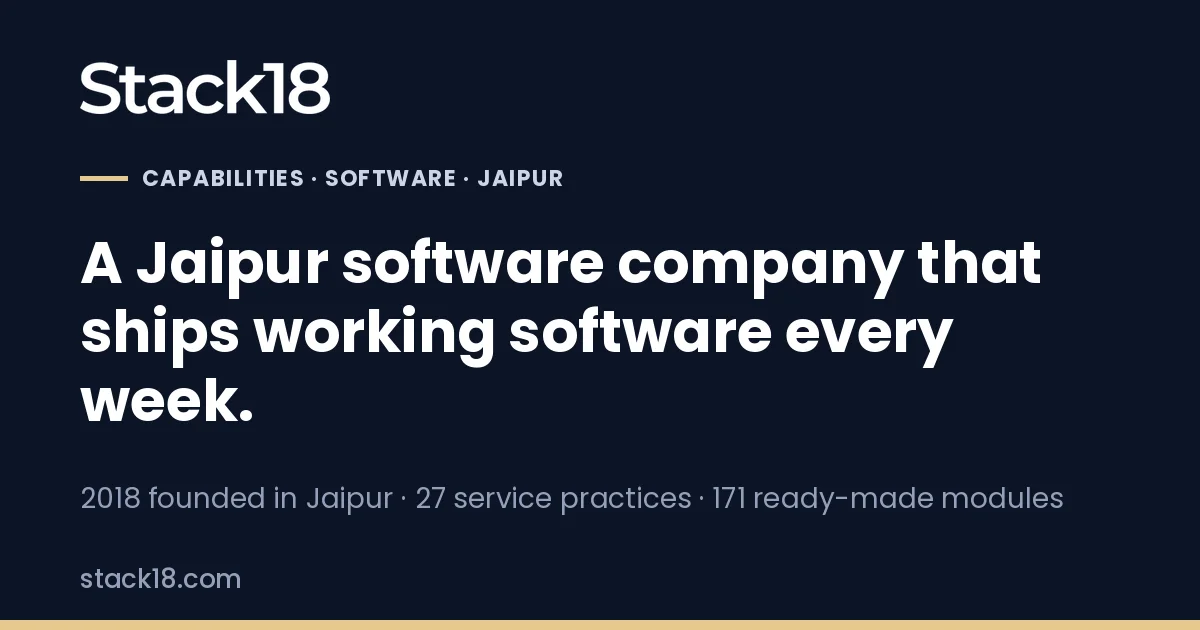 Stack18
CAPABILITIES · SOFTWARE · JAIPUR
A Jaipur software company that
ships working software every
week.
2018 founded in Jaipur · 27 service practices · 171 ready-made modules
stack18.com